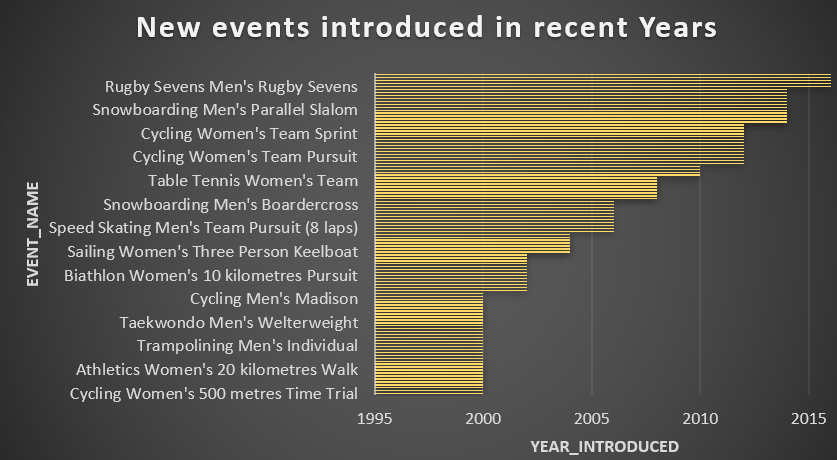 New events introduced in recent Years
EVENT_NAME
Rugby Sevens Men's Rugby Sevens
Snowboarding Men's Parallel Slalom
Cycling Women's Team Sprint
Cycling Women's Team Pursuit
Table Tennis Women's Team
Snowboarding Men's Boardercross
Speed Skating Men's Team Pursuit (8 laps)
Sailing Women's Three Person Keelboat
Biathlon Women's 10 kilometres Pursuit
Cycling Men's Madison
Taekwondo Men's Welterweight
Trampolining Men's Individual
Athletics Women's 20 kilometres Walk
Cycling Women's 500 metres Time Trial
1995 2000 2005 2010 2015
YEAR_INTRODUCED